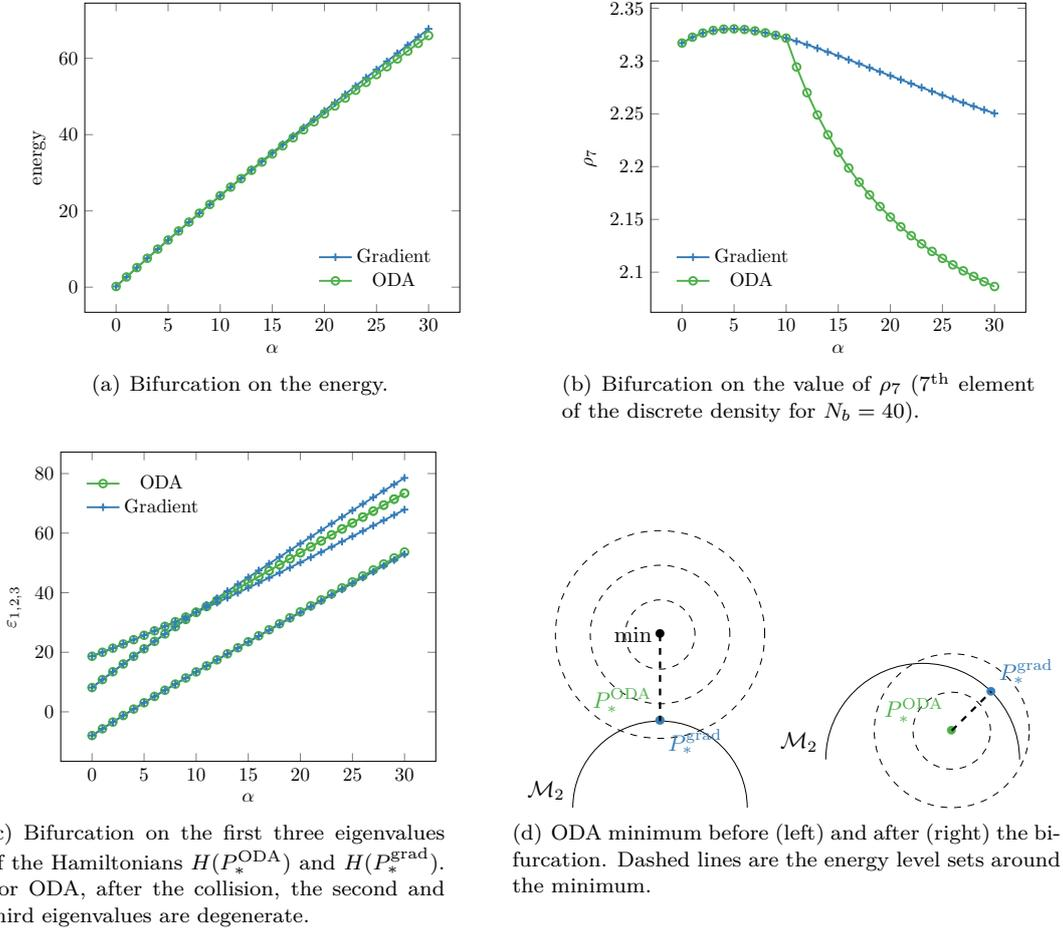 60
40
20
0
energy
Gradient
ODA
0 5 10 15 20 25 30
α
(a) Bifurcation on the energy.
2.35
2.3
2.25
2.2
2.15
2.1
ρ7
Gradient
ODA
0 5 10 15 20 25 30
α
(b) Bifurcation on the value of ρ7 (7th element
of the discrete density for Nb = 40).
80
60
40
20
0
ε1,2,3
ODA
Gradient
0 5 10 15 20 25 30
α
c) Bifurcation on the first three eigenvalues
f the Hamiltonians H(P*ODA) and H(P*grad).
or ODA, after the collision, the second and
hird eigenvalues are degenerate.
min
P*ODA
P*grad
M2
P*grad
P*ODA
M2
(d) ODA minimum before (left) and after (right) the bi-
furcation. Dashed lines are the energy level sets around
the minimum.